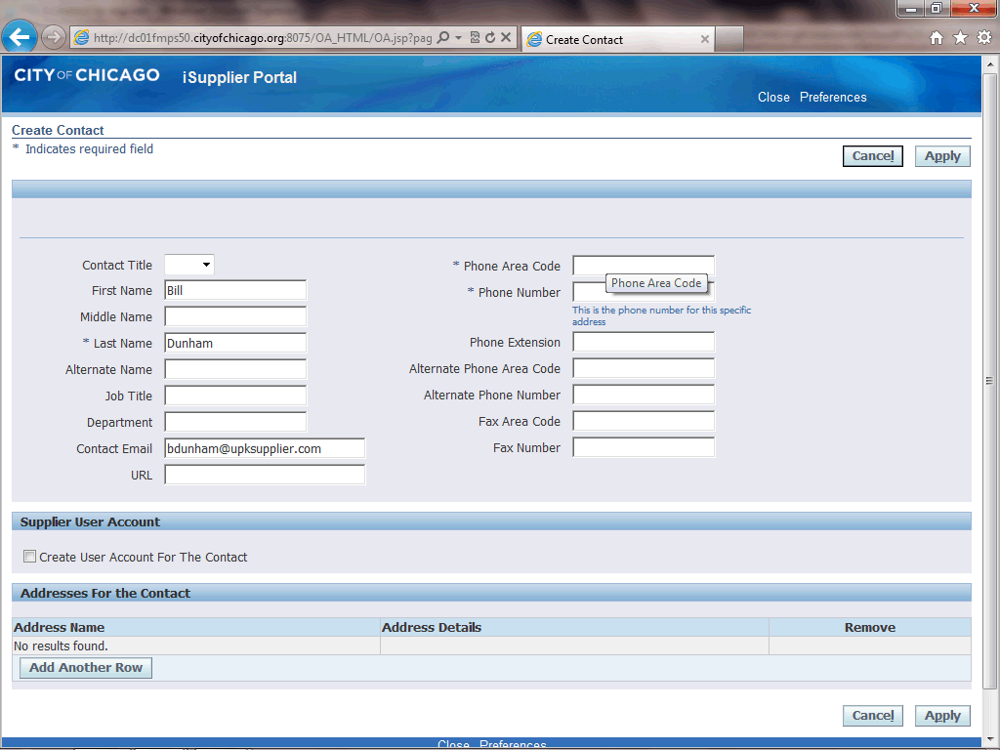 http://dc01fmps50.cityofchicago.org:8075/OA_HTML/OA.jsp?pag
Create Contact
CITY OF CHICAGO iSupplier Portal
Close Preferences
Create Contact
* Indicates required field
Cancel Apply
Contact Title
* Phone Area Code
First Name Bill
Phone Area Code
* Phone Number
This is the phone number for this specific
address
Middle Name
* Last Name Dunham
Phone Extension
Alternate Name
Alternate Phone Area Code
Job Title
Alternate Phone Number
Department
Fax Area Code
Contact Email bdunham@upksupplier.com
Fax Number
URL
Supplier User Account
Create User Account For The Contact
Addresses For the Contact
Address Name Address Details Remove
No results found.
Add Another Row
Cancel Apply
Close Preferences